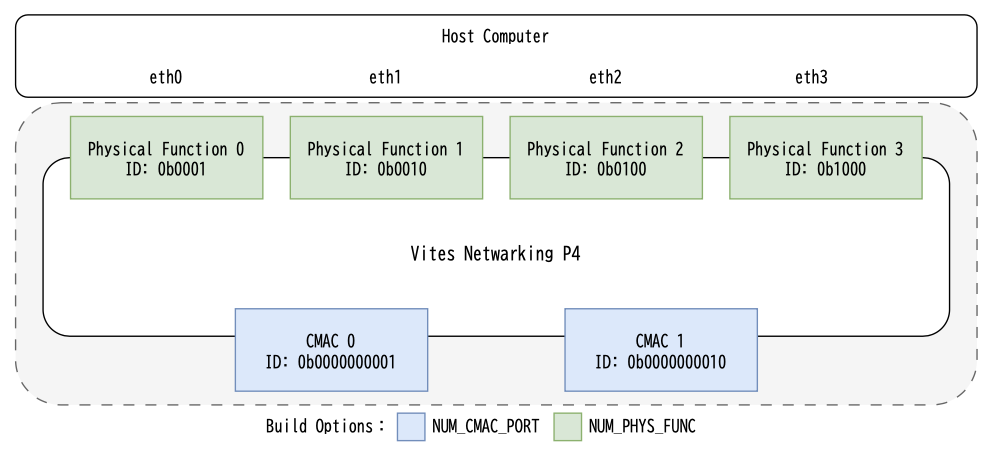 Host Computer
eth0 eth1 eth2 eth3
Physical Function 0
ID: 0b0001
Physical Function 1
ID: 0b0010
Physical Function 2
ID: 0b0100
Physical Function 3
ID: 0b1000
Vites Netwarking P4
CMAC 0
ID: 0b0000000001
CMAC 1
ID: 0b0000000010
Build Options: NUM_CMAC_PORT NUM_PHYS_FUNC